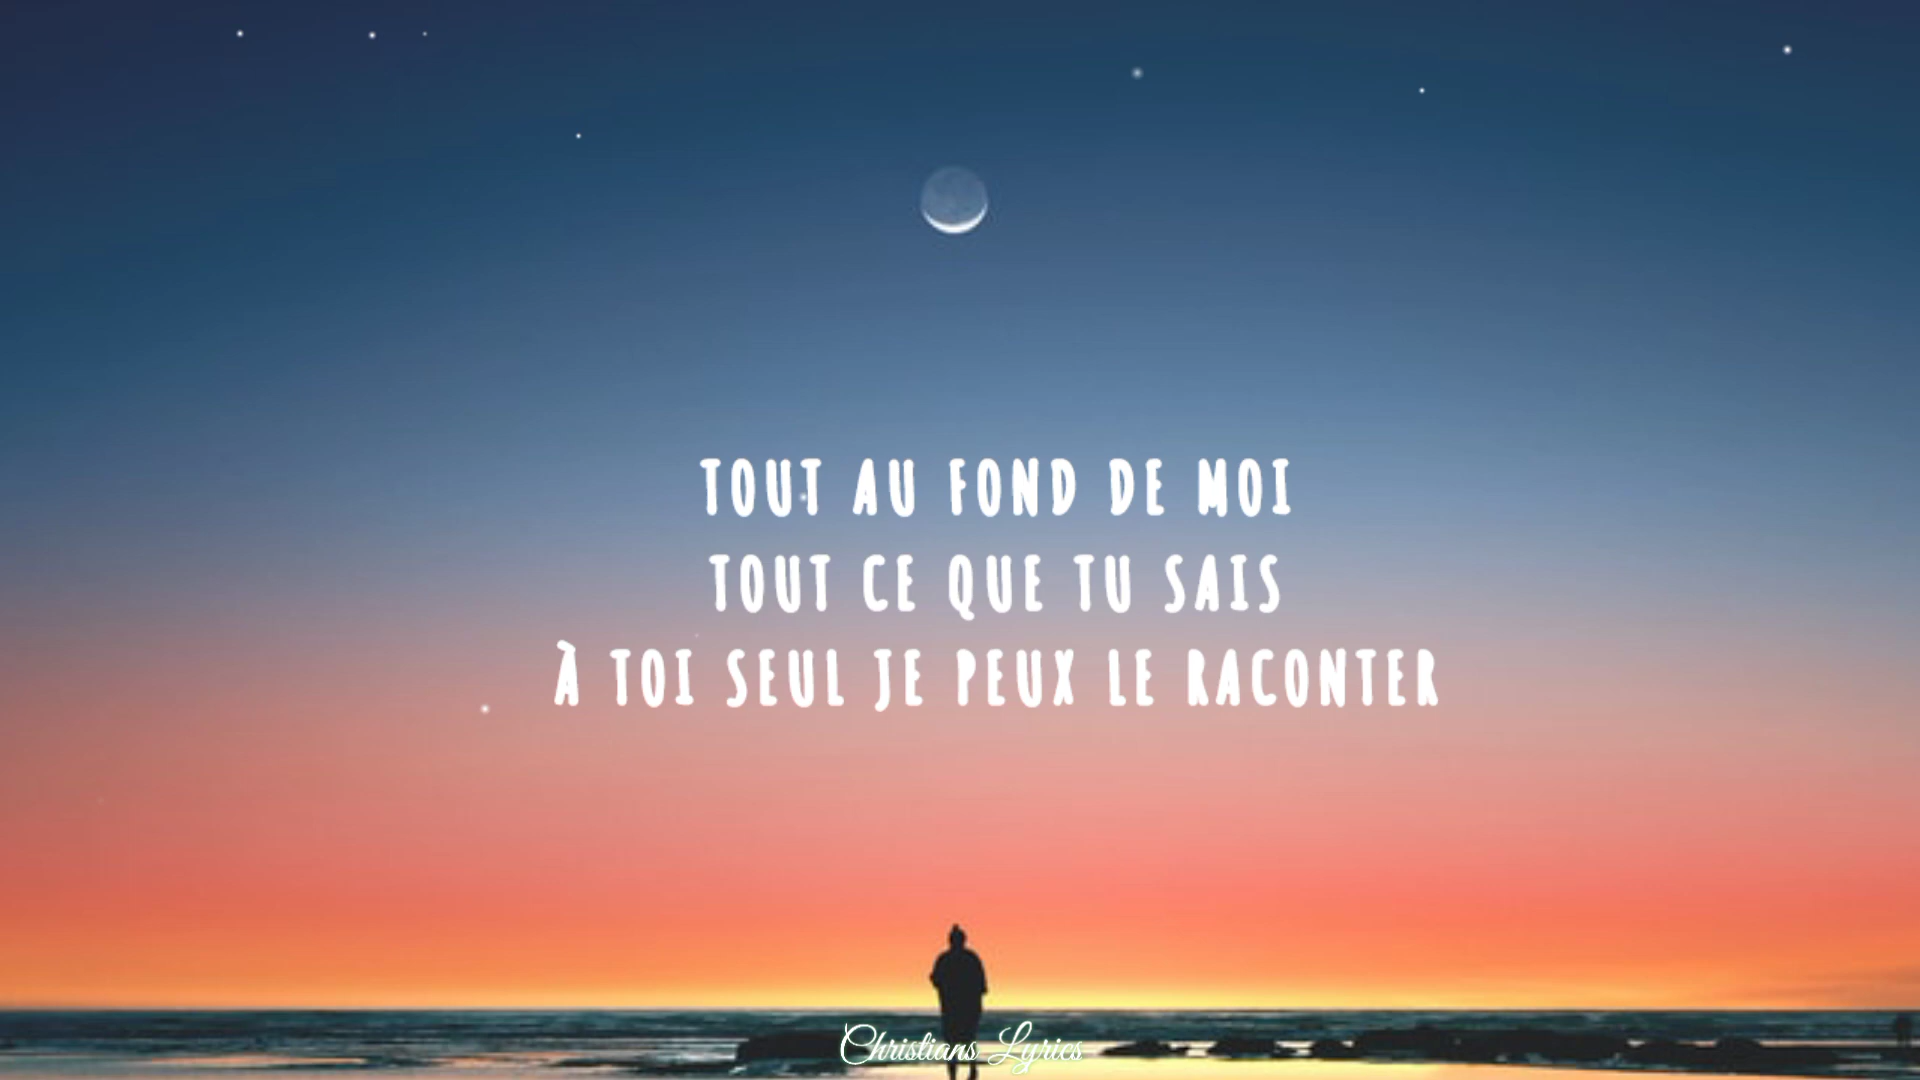 TOUT AU FOND DE MOI
TOUT CE QUE TU SAIS
À TOI SEUL JE PEUX LE RACONTER
Christians Lyrics